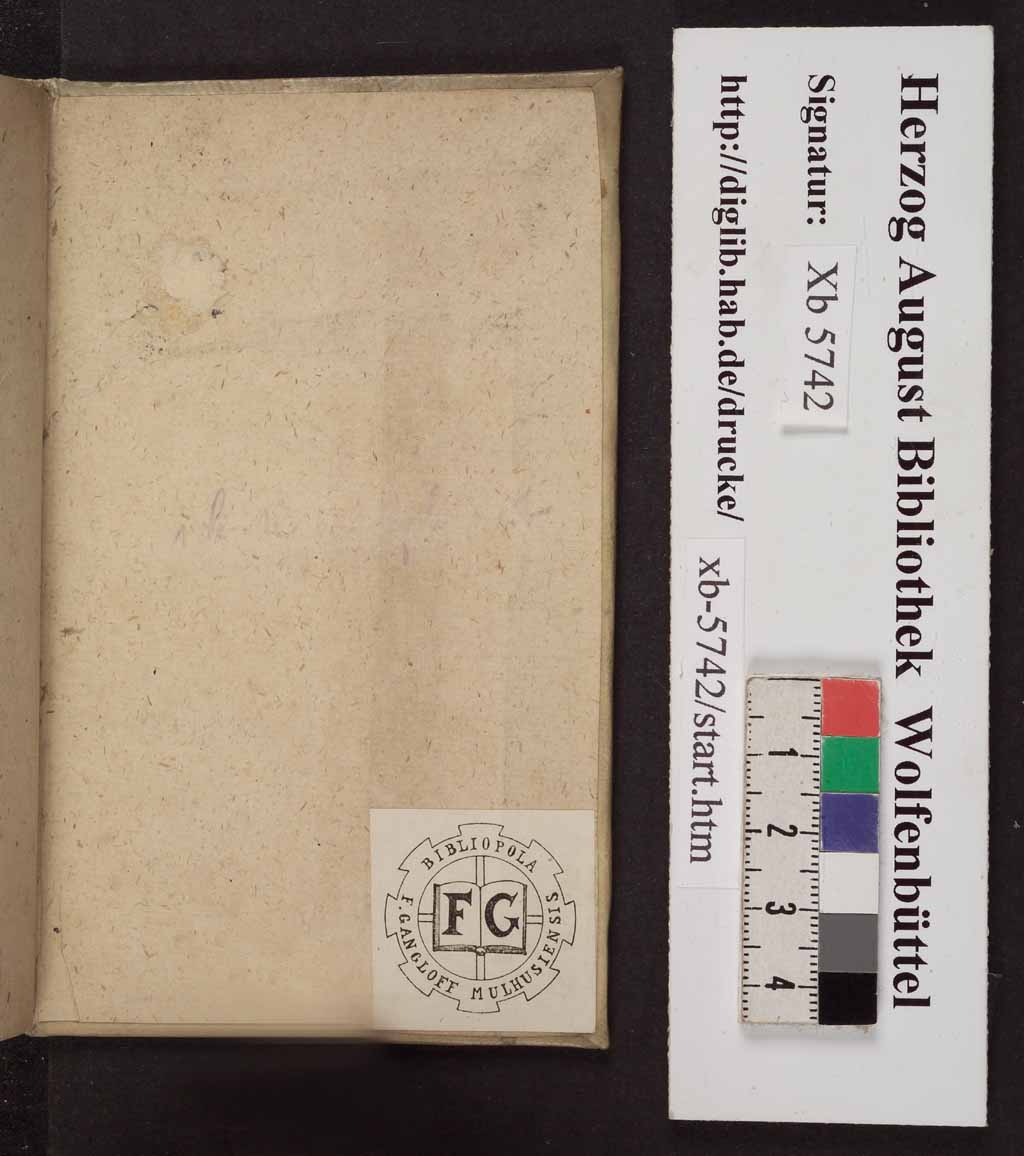 BIBLIOPOLA
F. GANGLOFF MULHUSIENSIS
FG
Herzog August Bibliothek Wolfenbüttel
Signatur: Xb 5742
http://diglib.hab.de/drucke/ xb-5742/start.htm
1 2 3 4